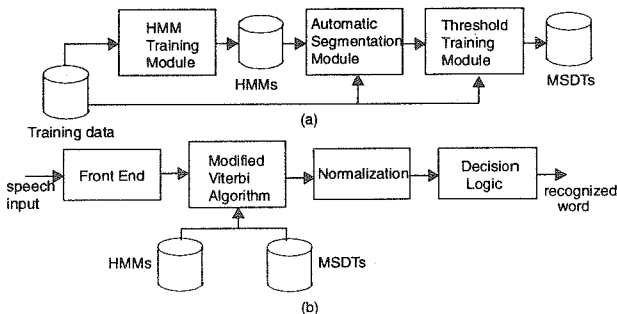 HMM
Training
Module
HMMs
Automatic
Segmentation
Module
Threshold
Training
Module
MSDTs
Training data
(a)
speech
input
Front End
Modified
Viterbi
Algorithm
Normalization
Decision
Logic
recognized
word
HMMs
MSDTs
(b)